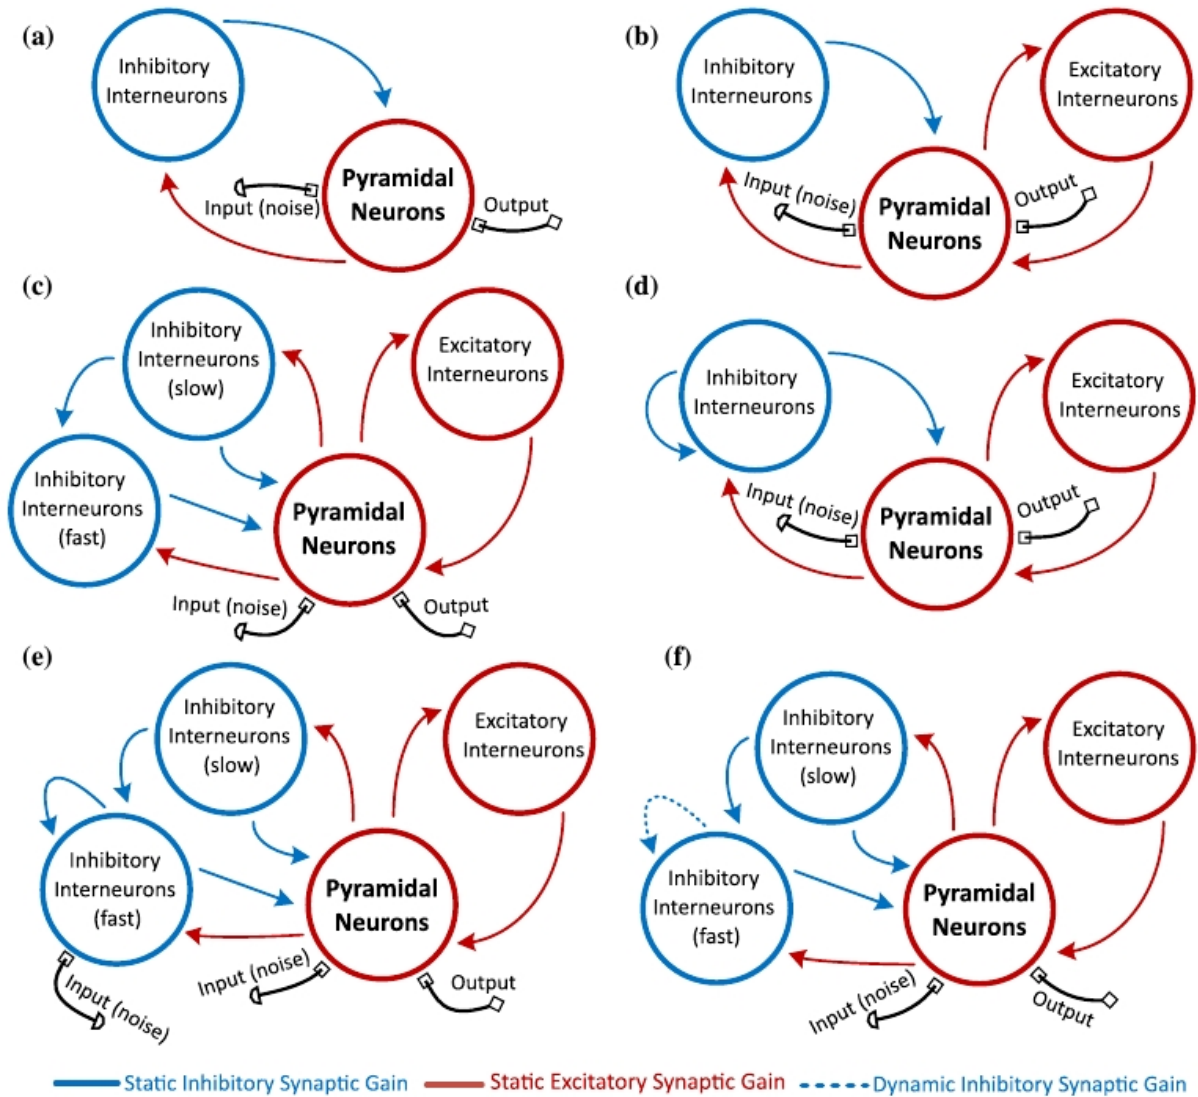 (a)
Inhibitory
Interneurons
Pyramidal
Neurons
Input (noise)
Output
(b)
Inhibitory
Interneurons
Excitatory
Interneurons
Input (noise)
Pyramidal
Neurons
Output
(c)
Inhibitory
Interneurons
(slow)
Excitatory
Interneurons
Inhibitory
Interneurons
(fast)
Pyramidal
Neurons
Input (noise)
Output
(d)
Inhibitory
Interneurons
Excitatory
Interneurons
Input (noise)
Pyramidal
Neurons
Output
(e)
Inhibitory
Interneurons
(slow)
Excitatory
Interneurons
Inhibitory
Interneurons
(fast)
Pyramidal
Neurons
Input (noise)
Input (noise)
Output
(f)
Inhibitory
Interneurons
(slow)
Excitatory
Interneurons
Inhibitory
Interneurons
(fast)
Pyramidal
Neurons
Input (noise)
Output
Static Inhibitory Synaptic Gain
Static Excitatory Synaptic Gain
Dynamic Inhibitory Synaptic Gain